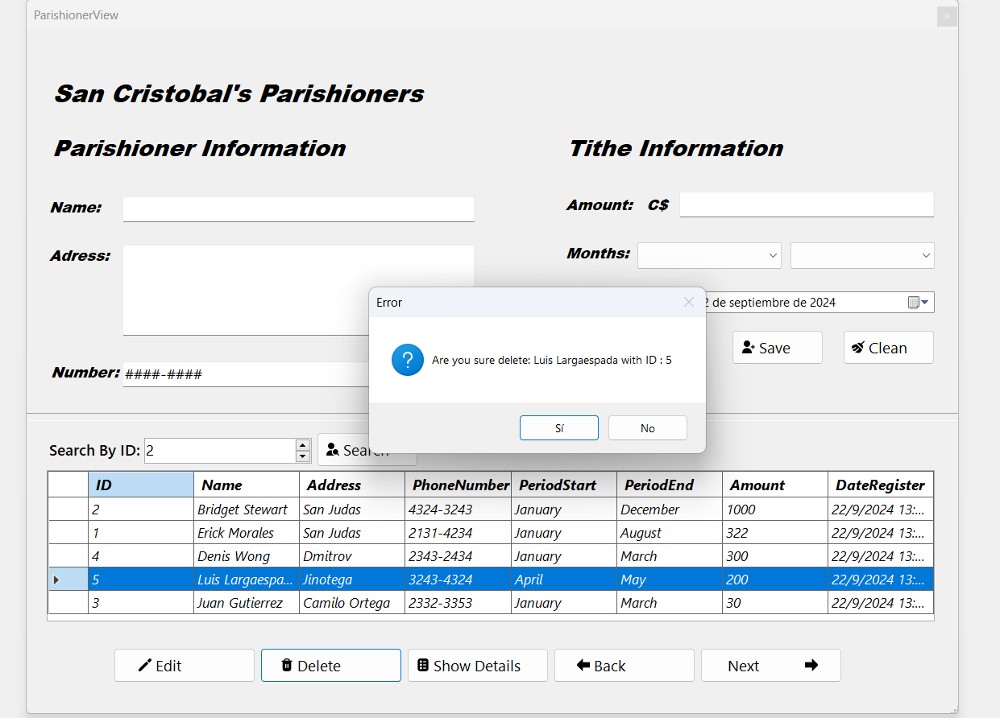 ParishionerView
San Cristobal's Parishioners
Parishioner Information
Tithe Information
Name:
Amount: C$
Adress:
Months:
de septiembre de 2024
Save
Clean
Number: ####-####
Error
Are you sure delete: Luis Largaespada with ID : 5
Sí
No
Search By ID: 2
Search
ID Name Address PhoneNumber PeriodStart PeriodEnd Amount DateRegister
2 Bridget Stewart San Judas 4324-3243 January December 1000 22/9/2024 13:...
1 Erick Morales San Judas 2131-4234 January August 322 22/9/2024 13:...
4 Denis Wong Dmitrov 2343-2434 January March 300 22/9/2024 13:...
5 Luis Largaespa... Jinotega 3243-4324 April May 200 22/9/2024 13:...
3 Juan Gutierrez Camilo Ortega 2332-3353 January March 30 22/9/2024 13:...
Edit
Delete
Show Details
Back
Next